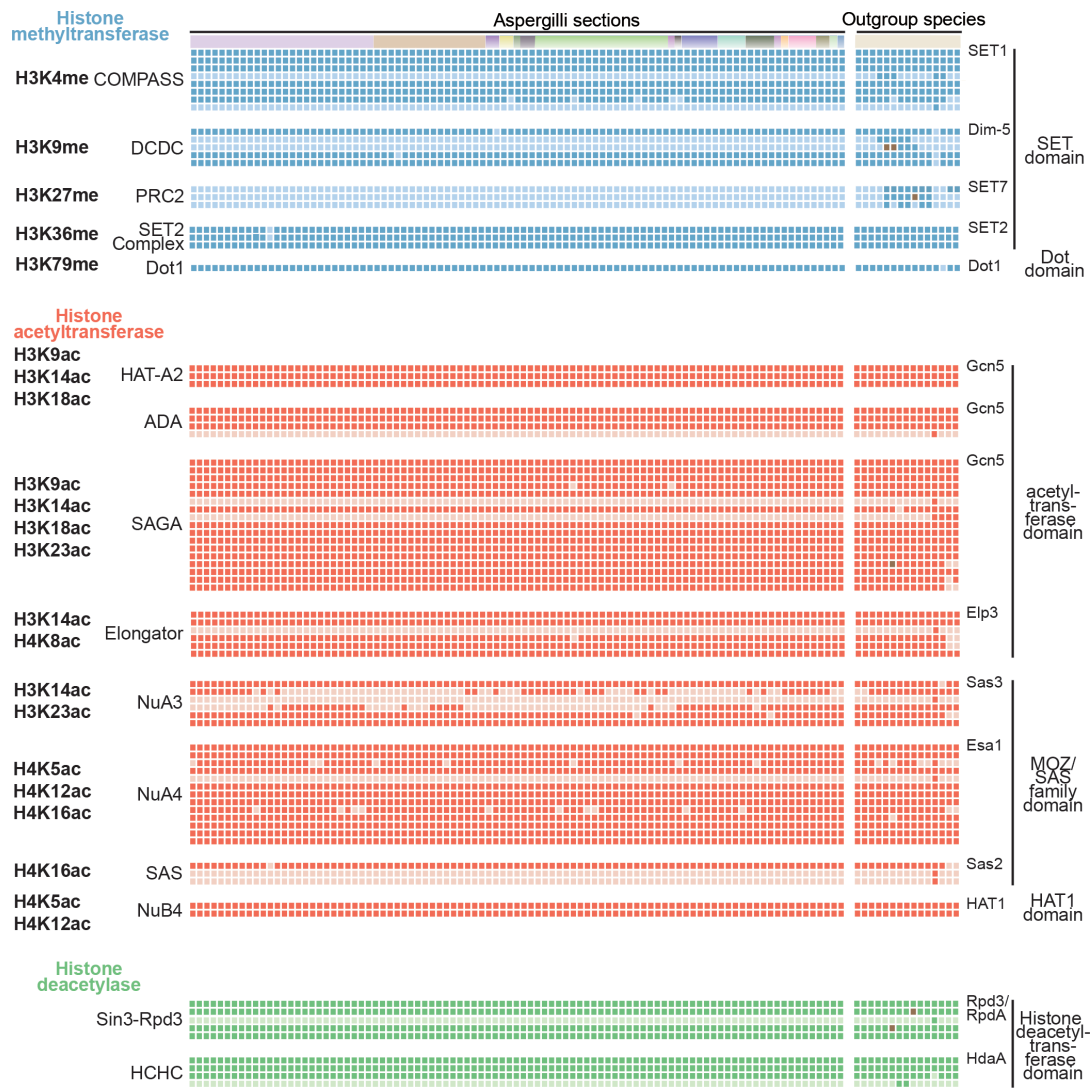 Histone
methyltransferase
Aspergilli sections
Outgroup species
H3K4me COMPASS
SET1
H3K9me DCDC
Dim-5
SET
domain
H3K27me PRC2
SET7
H3K36me SET2
Complex
SET2
H3K79me Dot1
Dot1
Dot
domain
Histone
acetyltransferase
H3K9ac
H3K14ac
H3K18ac
HAT-A2
Gcn5
ADA
Gcn5
H3K9ac
H3K14ac
H3K18ac
H3K23ac
SAGA
Gcn5
acetyl-
trans-
ferase
domain
H3K14ac
H4K8ac
Elongator
Elp3
H3K14ac
H3K23ac
NuA3
Sas3
H4K5ac
H4K12ac
H4K16ac
NuA4
Esa1
MOZ/
SAS
family
domain
H4K16ac
SAS
Sas2
H4K5ac
H4K12ac
NuB4
HAT1
HAT1
domain
Histone
deacetylase
Sin3-Rpd3
Rpd3/
RpdA
HCHC
HdaA
Histone
deacetyl-
trans-
ferase
domain